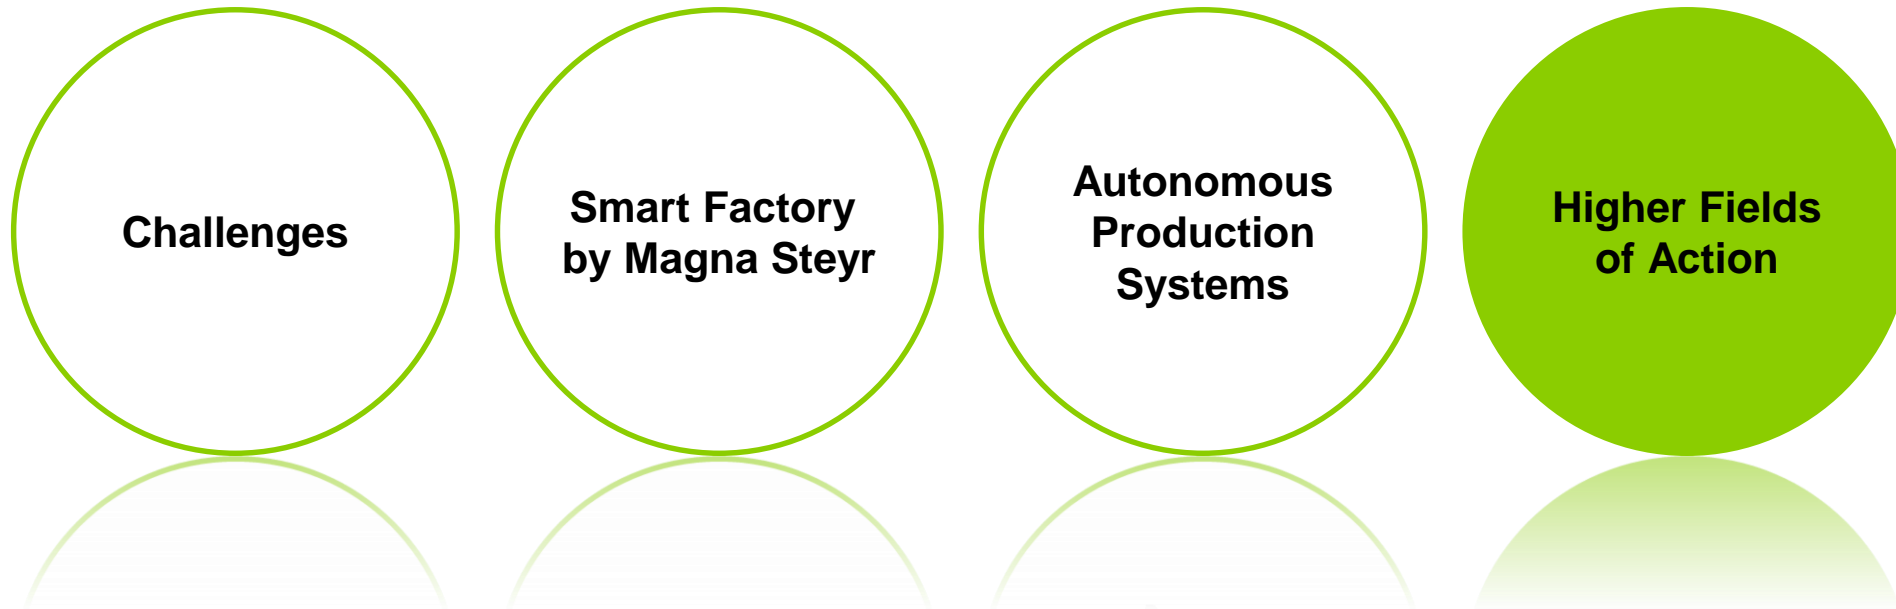 Challenges
Smart Factory
by Magna Steyr
Autonomous
Production
Systems
Higher Fields
of Action